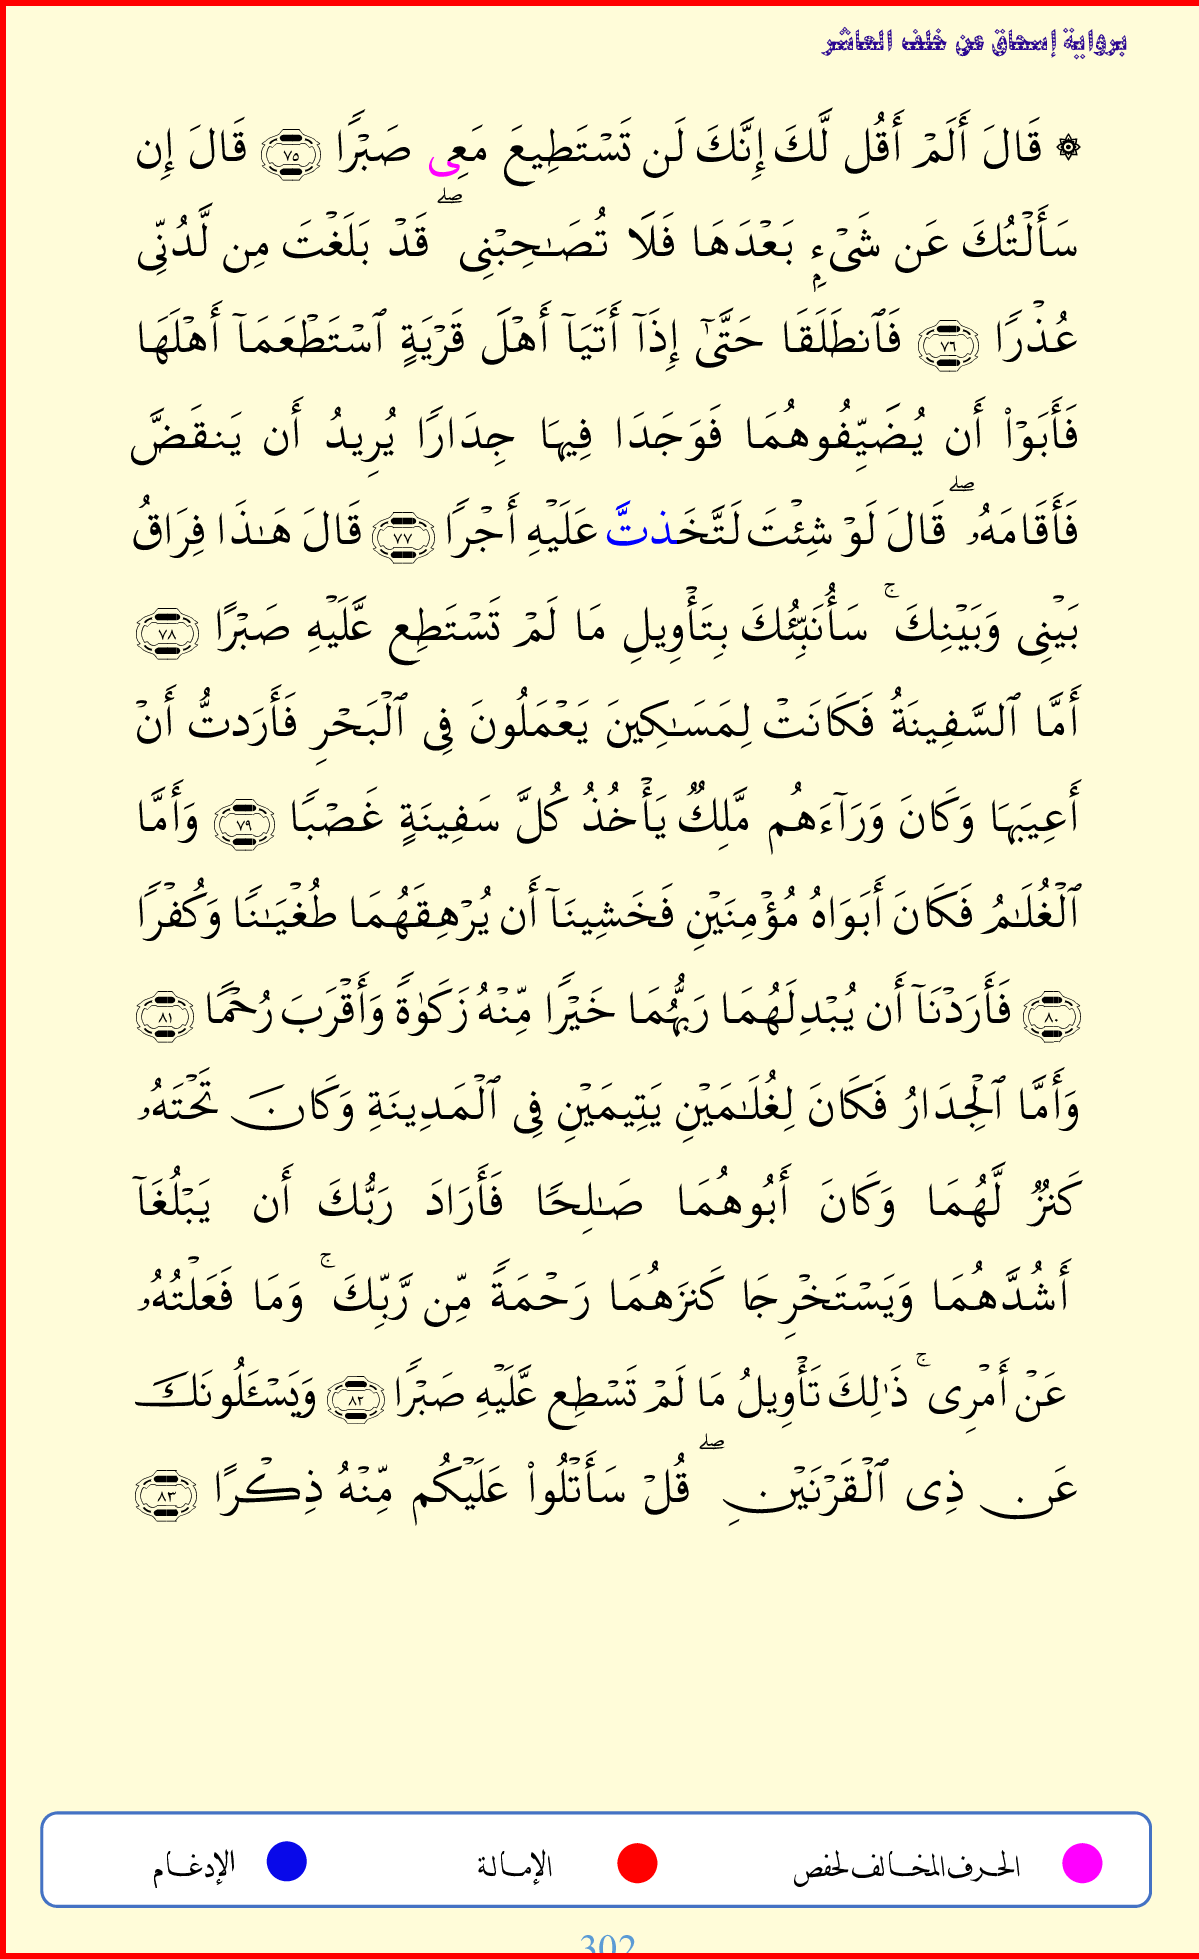 برواية إسحاق عن خلف العاشر
۞ قَالَ أَلَمۡ أَقُل لَّكَ إِنَّكَ لَن تَسۡتَطِيعَ مَعِي صَبۡرٗا ٧٥ قَالَ إِن
سَأَلۡتُكَ عَن شَيۡءِۭ بَعۡدَهَا فَلَا تُصَٰحِبۡنِيۖ قَدۡ بَلَغۡتَ مِن لَّدُنِّي
عُذۡرٗا ٧٦ فَٱنطَلَقَا حَتَّىٰٓ إِذَآ أَتَيَآ أَهۡلَ قَرۡيَةٍ ٱسۡتَطۡعَمَآ أَهۡلَهَا
فَأَبَوۡاْ أَن يُضَيِّفُوهُمَا فَوَجَدَا فِيهَا جِدَارٗا يُرِيدُ أَن يَنقَضَّ
فَأَقَامَهُۥۖ قَالَ لَوۡ شِئۡتَ لَتَّخَذتَّ عَلَيۡهِ أَجۡرٗا ٧٧ قَالَ هَٰذَا فِرَاقُ
بَيۡنِي وَبَيۡنِكَۚ سَأُنَبِّئُكَ بِتَأۡوِيلِ مَا لَمۡ تَسۡتَطِع عَّلَيۡهِ صَبۡرًا ٧٨
أَمَّا ٱلسَّفِينَةُ فَكَانَتۡ لِمَسَٰكِينَ يَعۡمَلُونَ فِي ٱلۡبَحۡرِ فَأَرَدتُّ أَنۡ
أَعِيبَهَا وَكَانَ وَرَآءَهُم مَّلِكٞ يَأۡخُذُ كُلَّ سَفِينَةٍ غَصۡبٗا ٧٩ وَأَمَّا
ٱلۡغُلَٰمُ فَكَانَ أَبَوَاهُ مُؤۡمِنَيۡنِ فَخَشِينَآ أَن يُرۡهِقَهُمَا طُغۡيَٰنٗا وَكُفۡرٗا
٨٠ فَأَرَدۡنَآ أَن يُبۡدِلَهُمَا رَبُّهُمَا خَيۡرٗا مِّنۡهُ زَكَوٰةٗ وَأَقۡرَبَ رُحۡمٗا ٨١
وَأَمَّا ٱلۡجِدَارُ فَكَانَ لِغُلَٰمَيۡنِ يَتِيمَيۡنِ فِي ٱلۡمَدِينَةِ وَكَانَ تَحۡتَهُۥ
كَنزٞ لَّهُمَا وَكَانَ أَبُوهُمَا صَٰلِحٗا فَأَرَادَ رَبُّكَ أَن يَبۡلُغَآ
أَشُدَّهُمَا وَيَسۡتَخۡرِجَا كَنزَهُمَا رَحۡمَةٗ مِّن رَّبِّكَۚ وَمَا فَعَلۡتُهُۥ
عَنۡ أَمۡرِيۚ ذَٰلِكَ تَأۡوِيلُ مَا لَمۡ تَسۡطِع عَّلَيۡهِ صَبۡرٗا ٨٢ وَيَسۡـَٔلُونَكَ
عَن ذِي ٱلۡقَرۡنَيۡنِۖ قُلۡ سَأَتۡلُواْ عَلَيۡكُم مِّنۡهُ ذِكۡرًا ٨٣
الحرف المخالف لحفص الإمالة الإدغام
302